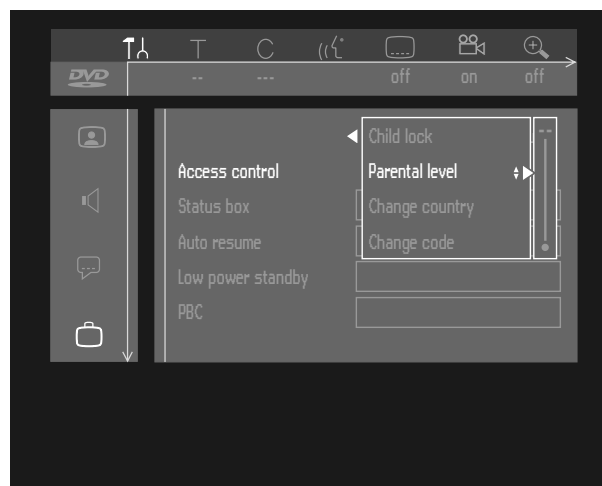 T C
DVD -- --- off on off
Child lock --
Access control Parental level
Status box Change country
Auto resume Change code
Low power standby
PBC